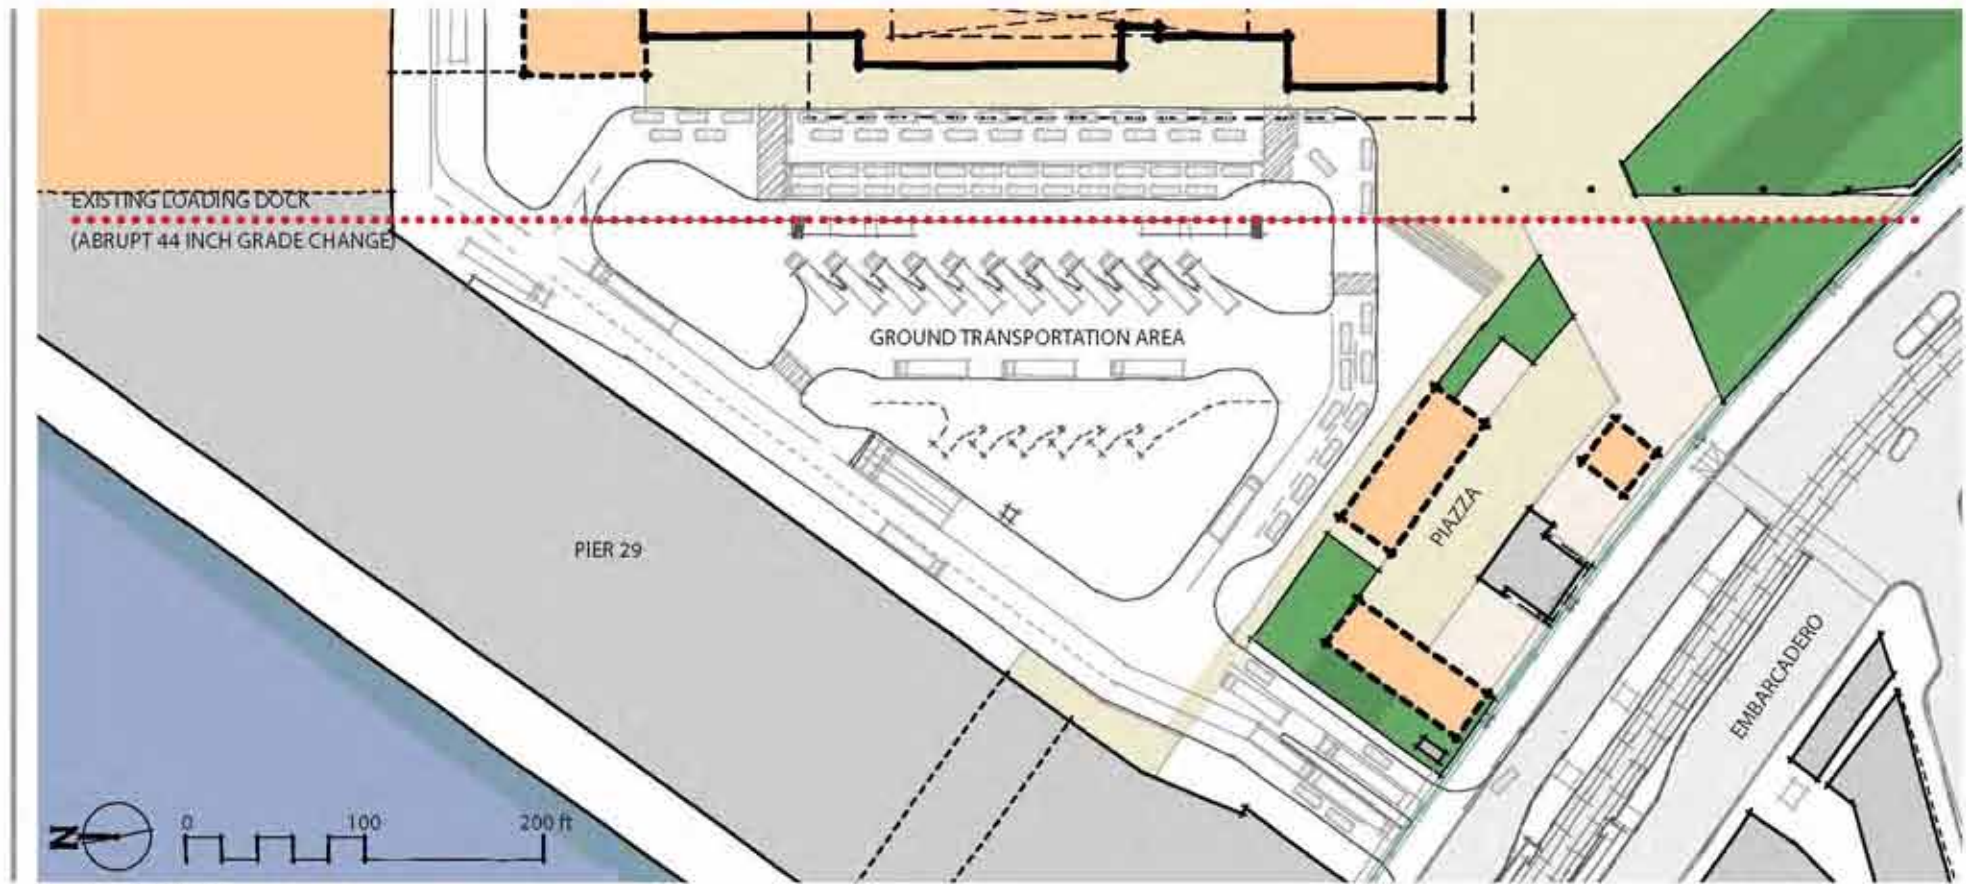 EXISTING LOADING DOCK
(ABRUPT 44 INCH GRADE CHANGE)
GROUND TRANSPORTATION AREA
PIAZZA
PIER 29
EMBARCADERO
N
0 100 200 ft